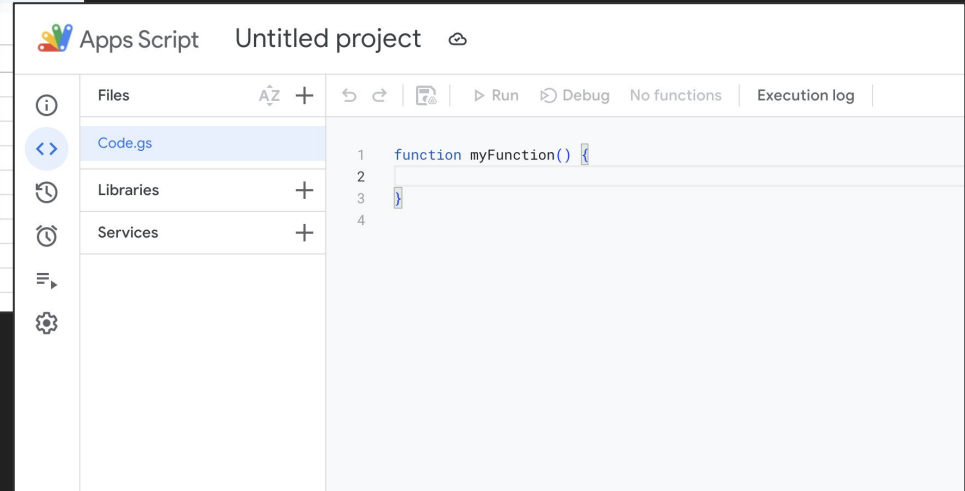 Apps Script Untitled project
Files AZ
Run Debug No functions Execution log
Code.gs
Libraries
Services
1 function myFunction() {
2
3 }
4